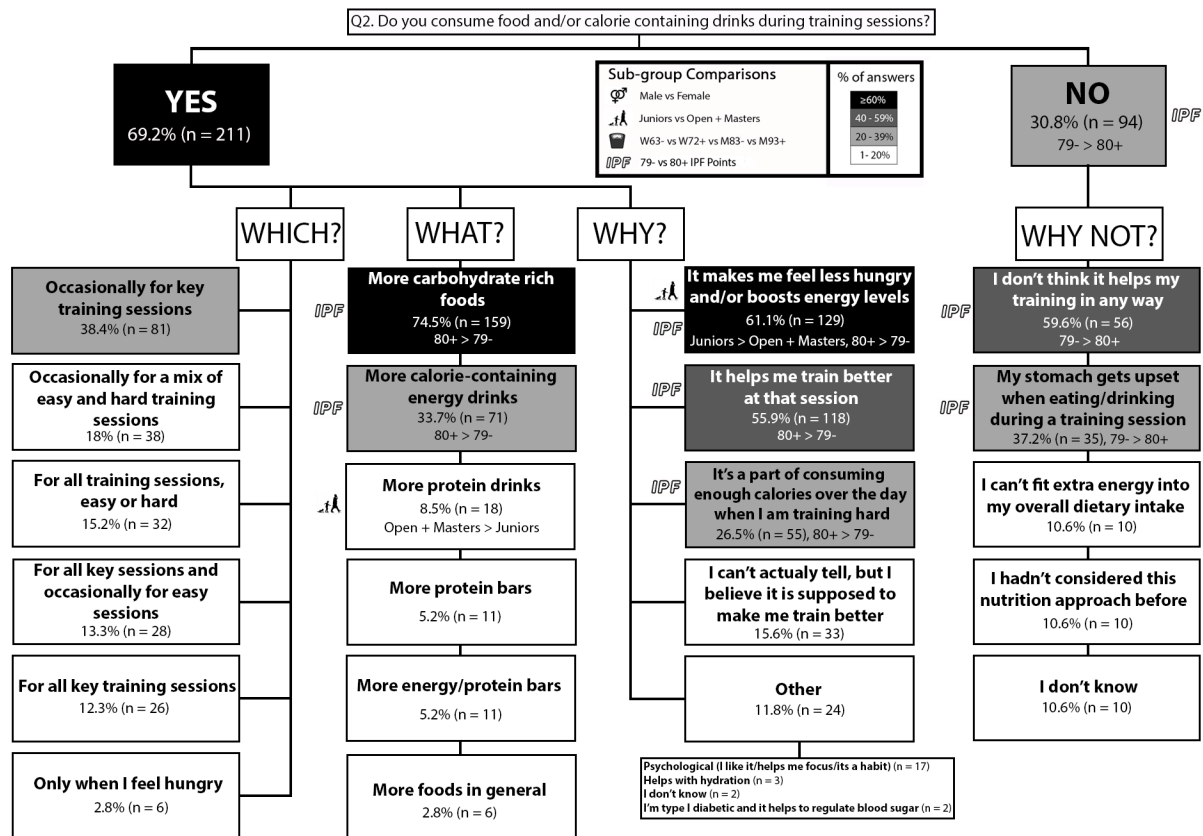 Q2. Do you consume food and/or calorie containing drinks during training sessions?
YES
69.2% (n = 211)
Sub-group Comparisons
Male vs Female
Juniors vs Open + Masters
W63- vs W72+ vs M83- vs M93+
IPF 79- vs 80+ IPF Points
% of answers
≥60%
40 - 59%
20 - 39%
1- 20%
NO
30.8% (n = 94)
79- > 80+
IPF
WHICH?
Occasionally for key
training sessions
38.4% (n = 81)
Occasionally for a mix of
easy and hard training
sessions
18% (n = 38)
For all training sessions,
easy or hard
15.2% (n = 32)
For all key sessions and
occasionally for easy
sessions
13.3% (n = 28)
For all key training sessions
12.3% (n = 26)
Only when I feel hungry
2.8% (n = 6)
WHAT?
IPF
More carbohydrate rich
foods
74.5% (n = 159)
80+ > 79-
IPF
More calorie-containing
energy drinks
33.7% (n = 71)
80+ > 79-
More protein drinks
8.5% (n = 18)
Open + Masters > Juniors
More protein bars
5.2% (n = 11)
More energy/protein bars
5.2% (n = 11)
More foods in general
2.8% (n = 6)
WHY?
IPF
It makes me feel less hungry
and/or boosts energy levels
61.1% (n = 129)
Juniors > Open + Masters, 80+ > 79-
IPF
It helps me train better
at that session
55.9% (n = 118)
80+ > 79-
IPF
It's a part of consuming
enough calories over the day
when I am training hard
26.5% (n = 55), 80+ > 79-
I can't actualy tell, but I
believe it is supposed to
make me train better
15.6% (n = 33)
Other
11.8% (n = 24)
Psychological (I like it/helps me focus/its a habit) (n = 17)
Helps with hydration (n = 3)
I don't know (n = 2)
I'm type I diabetic and it helps to regulate blood sugar (n = 2)
WHY NOT?
IPF
I don't think it helps my
training in any way
59.6% (n = 56)
79- > 80+
IPF
My stomach gets upset
when eating/drinking
during a training session
37.2% (n = 35), 79- > 80+
I can't fit extra energy into
my overall dietary intake
10.6% (n = 10)
I hadn't considered this
nutrition approach before
10.6% (n = 10)
I don't know
10.6% (n = 10)